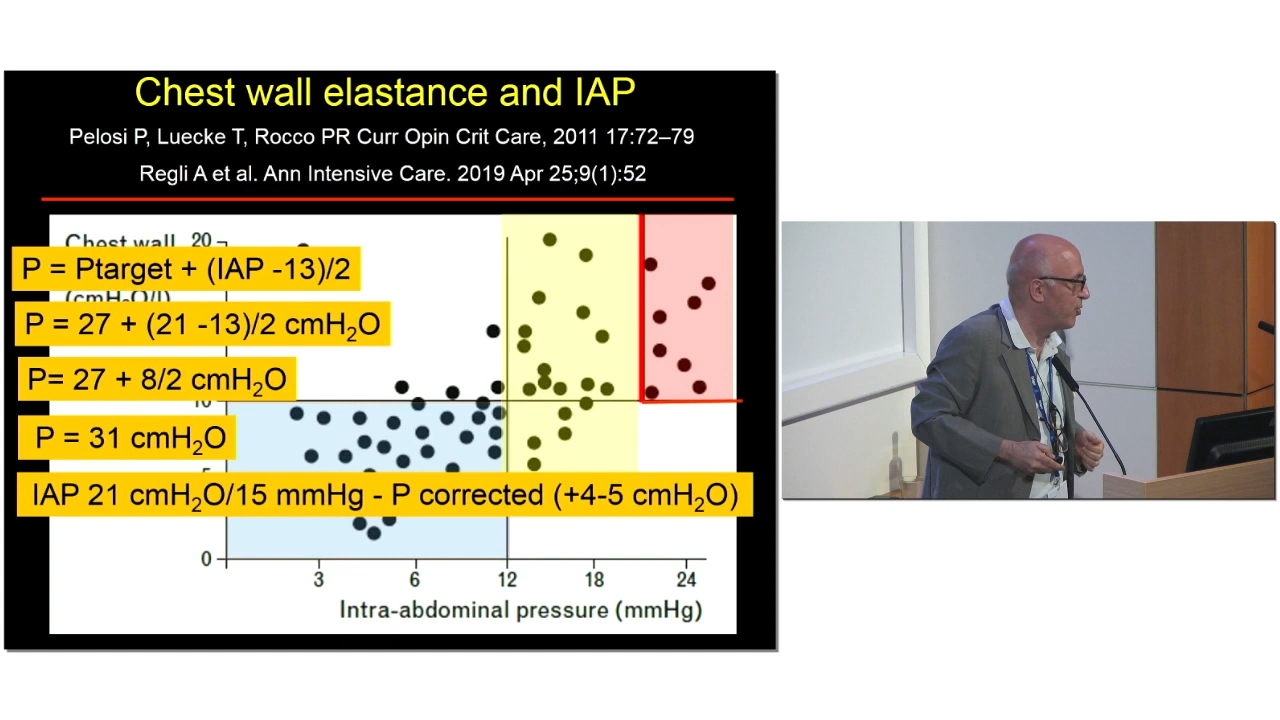 Chest wall elastance and IAP
Pelosi P, Luecke T, Rocco PR Curr Opin Crit Care, 2011 17:72–79
Regli A et al. Ann Intensive Care. 2019 Apr 25;9(1):52
Chest wall 20
P = Ptarget + (IAP -13)/2
(cmH₂O/l)
P = 27 + (21 -13)/2 cmH₂O
P= 27 + 8/2 cmH₂O
10
P = 31 cmH₂O
5
IAP 21 cmH₂O/15 mmHg - P corrected (+4-5 cmH₂O)
0
3 6 12 18 24
Intra-abdominal pressure (mmHg)